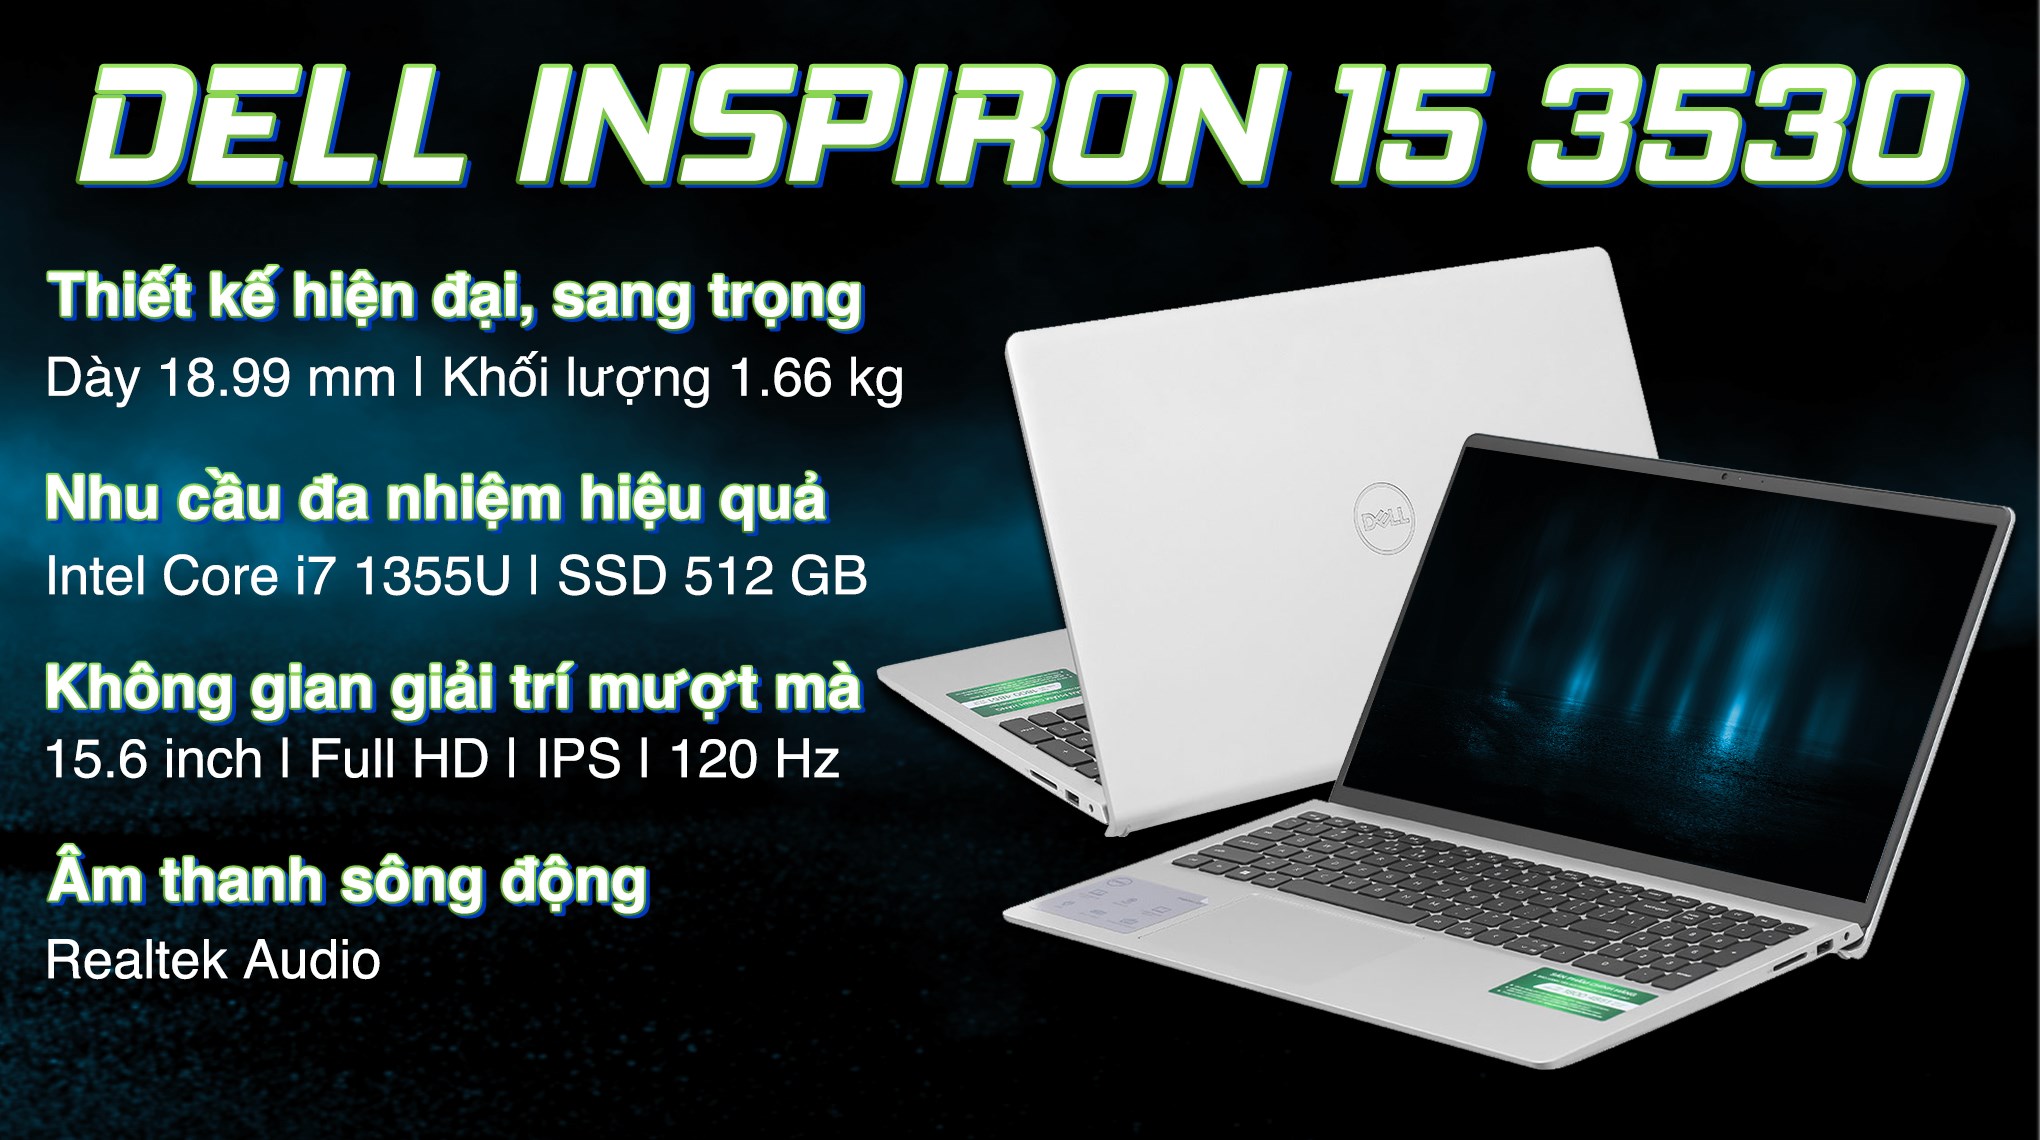 DELL INSPIRON 15 3530
Thiết kế hiện đại, sang trọng
Dày 18.99 mm | Khối lượng 1.66 kg
Nhu cầu đa nhiệm hiệu quả
Intel Core i7 1355U | SSD 512 GB
Không gian giải trí mượt mà
15.6 inch | Full HD | IPS | 120 Hz
Âm thanh sông động
Realtek Audio
DELL